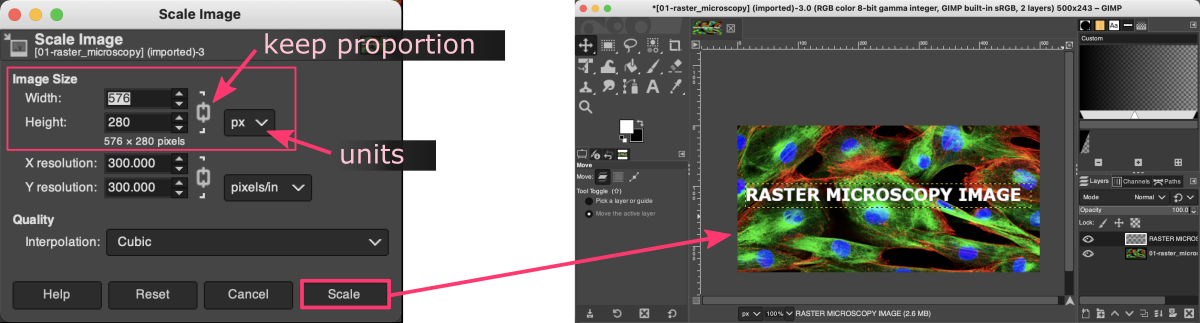 Scale Image
Scale Image
[01-raster_microscopy] (imported)-3
keep proportion
Image Size
Width:
576
Height:
280
px
576 × 280 pixels
units
X resolution:
300.000
Y resolution:
300.000
pixels/in
Quality
Interpolation:
Cubic
Help
Reset
Cancel
Scale
*[01-raster_microscopy] (imported)-3.0 (RGB color 8-bit gamma integer, GIMP built-in sRGB, 2 layers) 500x243 – GIMP
Move
Move:
Tool Toggle (⇧)
Pick a layer or guide
Move the active layer
RASTER MICROSCOPY IMAGE
px
100%
RASTER MICROSCOPY IMAGE (2.6 MB)
Custom
Layers
Channels
Paths
Mode
Normal
Opacity
100.0
Lock:
RASTER MICROS
01-raster_micros